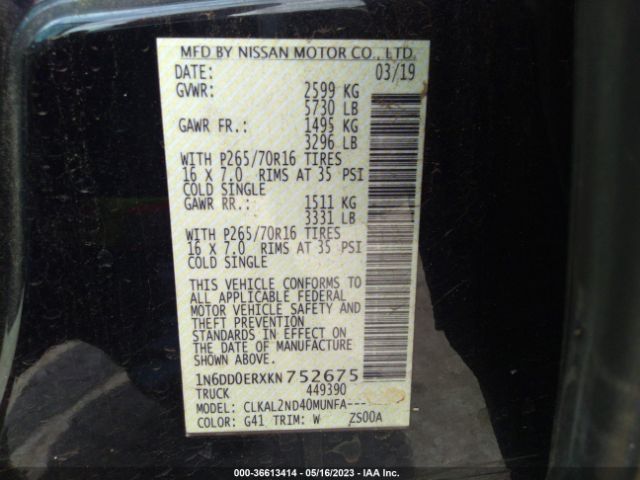 MFD BY NISSAN MOTOR CO., LTD.
DATE: 03/19
GVWR: 2599 KG
5730 LB
GAWR FR.: 1495 KG
3296 LB
WITH P265/70R16 TIRES
16 X 7.0 RIMS AT 35 PSI
COLD SINGLE
GAWR RR.: 1511 KG
3331 LB
WITH P265/70R16 TIRES
16 X 7.0 RIMS AT 35 PSI
COLD SINGLE
THIS VEHICLE CONFORMS TO
ALL APPLICABLE FEDERAL
MOTOR VEHICLE SAFETY AND
THEFT PREVENTION
STANDARDS IN EFFECT ON
THE DATE OF MANUFACTURE
SHOWN ABOVE.
1N6DD0ERXKN752675
TRUCK 449390
MODEL: CLKAL2ND40MUNFA----
COLOR: G41 TRIM: W ZS00A
000-36613414 - 05/16/2023 - IAA Inc.